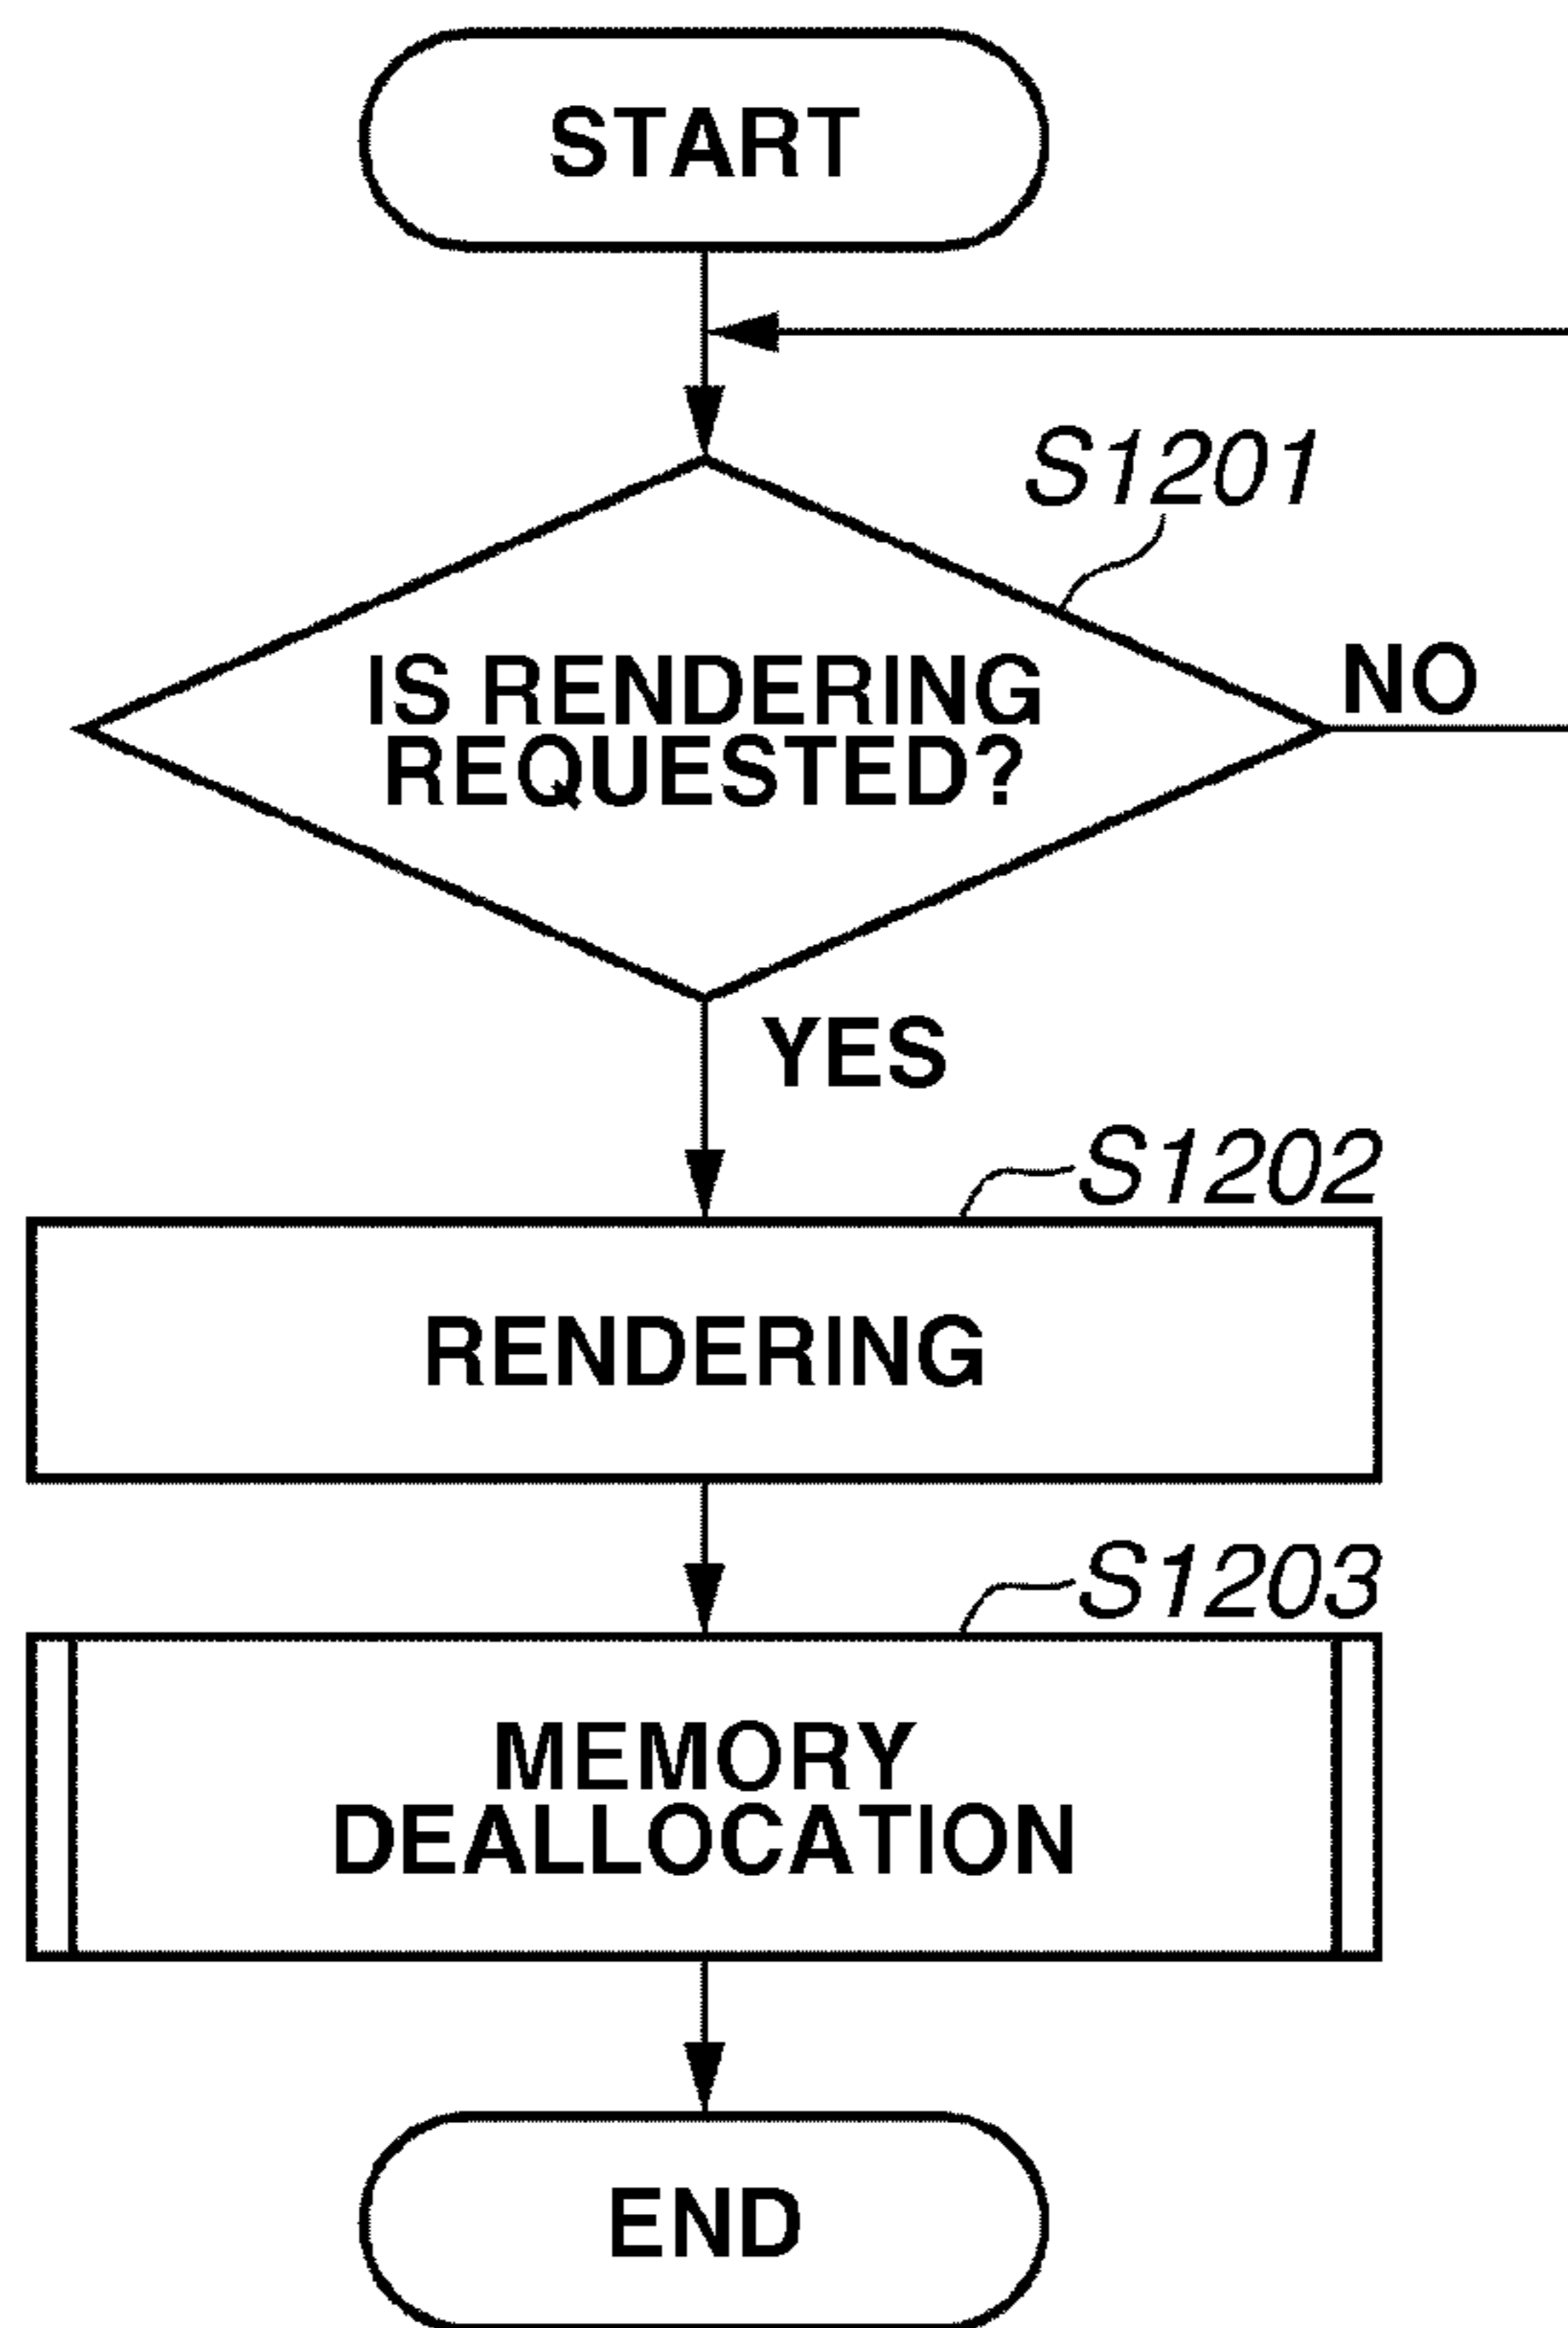 START
S1201
IS RENDERING
REQUESTED?
NO
YES
S1202
RENDERING
S1203
MEMORY
DEALLOCATION
END